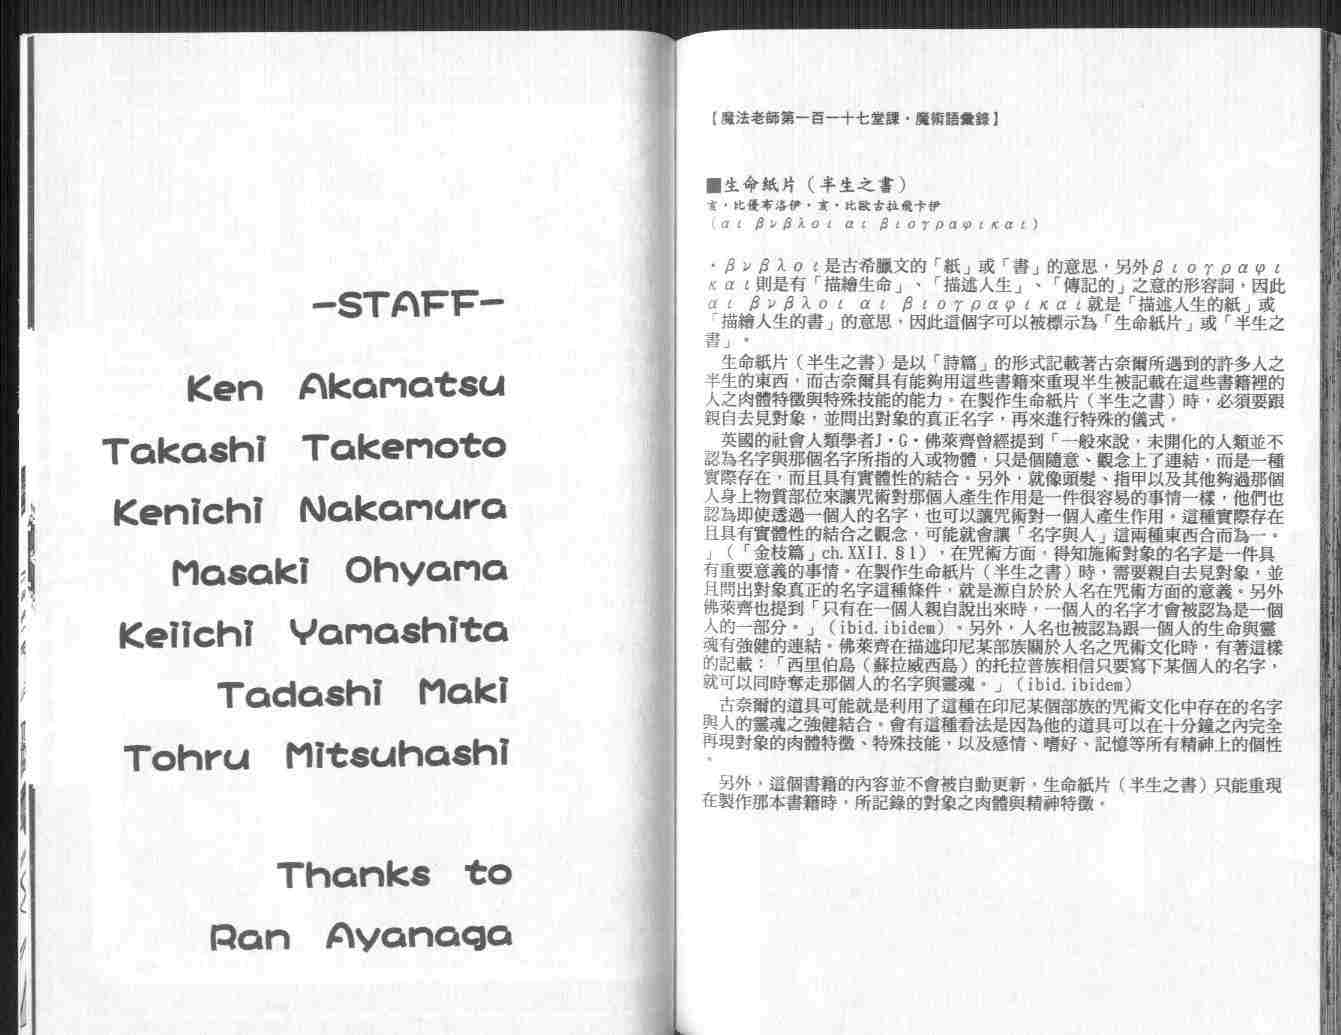 -STAFF-
Ken Akamatsu
Takashi Takemoto
Kenichi Nakamura
Masaki Ohyama
Keiichi Yamashita
Tadashi Maki
Tohru Mitsuhashi
Thanks to
Ran Ayanaga
【魔法老師第一百一十七堂課・魔術語彙錄】
■生命紙片（半生之書）
亥・比優布洛伊・亥・比歐古拉飛卡伊
（αι βνβλοι αι βιογραφικαι）
・βνβλοι是古希臘文的「紙」或「書」的意思，另外βιογραφι
και則是有「描繪生命」、「描述人生」、「傳記的」之意的形容詞，因此
αι βνβλοι αι βιογραφικαι就是「描述人生的紙」或
「描繪人生的書」的意思，因此這個字可以被標示為「生命紙片」或「半生之
書」。
生命紙片（半生之書）是以「詩篇」的形式記載著古奈爾所遇到的許多人之
半生的東西，而古奈爾具有能夠用這些書籍來重現半生被記載在這些書籍裡的
人之肉體特徵與特殊技能的能力。在製作生命紙片（半生之書）時，必須要跟
親自去見對象，並問出對象的真正名字，再來進行特殊的儀式。
英國的社會人類學者J・G・佛萊齊曾經提到「一般來說，未開化的人類並不
認為名字與那個名字所指的人或物體，只是個隨意、觀念上了連結，而是一種
實際存在，而且具有實體性的結合。另外，就像頭髮、指甲以及其他夠過那個
人身上物質部位來讓咒術對那個人產生作用是一件很容易的事情一樣，他們也
認為即使透過一個人的名字，也可以讓咒術對一個人產生作用。這種實際存在
且具有實體性的結合之觀念，可能就會讓「名字與人」這兩種東西合而為一。
」（「金枝篇」ch.XXII.§1），在咒術方面，得知施術對象的名字是一件具
有重要意義的事情。在製作生命紙片（半生之書）時，需要親自去見對象，並
且問出對象真正的名字這種條件，就是源自於於人名在咒術方面的意義。另外
佛萊齊也提到「只有在一個人親自說出來時，一個人的名字才會被認為是一個
人的一部分。」（ibid.ibidem）。另外，人名也被認為跟一個人的生命與靈
魂有強健的連結。佛萊齊在描述印尼某部族關於人名之咒術文化時，有著這樣
的記載：「西里伯島（蘇拉威西島）的托拉普族相信只要寫下某個人的名字，
就可以同時奪走那個人的名字與靈魂。」（ibid.ibidem）
古奈爾的道具可能就是利用了這種在印尼某個部族的咒術文化中存在的名字
與人的靈魂之強健結合。會有這種看法是因為他的道具可以在十分鐘之內完全
再現對象的肉體特徵、特殊技能，以及感情、嗜好、記憶等所有精神上的個性
。
另外，這個書籍的內容並不會被自動更新，生命紙片（半生之書）只能重現
在製作那本書籍時，所記錄的對象之肉體與精神特徵。